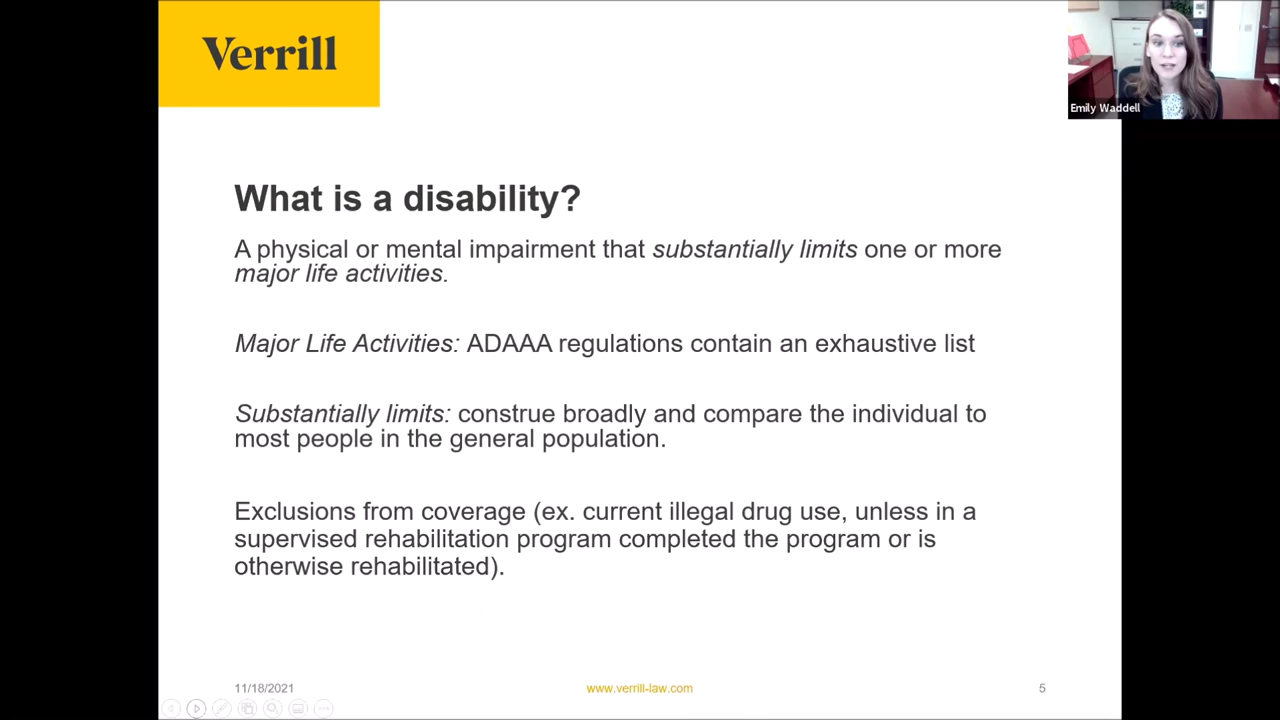 Verrill
Emily Waddell
What is a disability?
A physical or mental impairment that substantially limits one or more
major life activities.
Major Life Activities: ADAAA regulations contain an exhaustive list
Substantially limits: construe broadly and compare the individual to
most people in the general population.
Exclusions from coverage (ex. current illegal drug use, unless in a
supervised rehabilitation program completed the program or is
otherwise rehabilitated).
11/18/2021
www.verrill-law.com
5